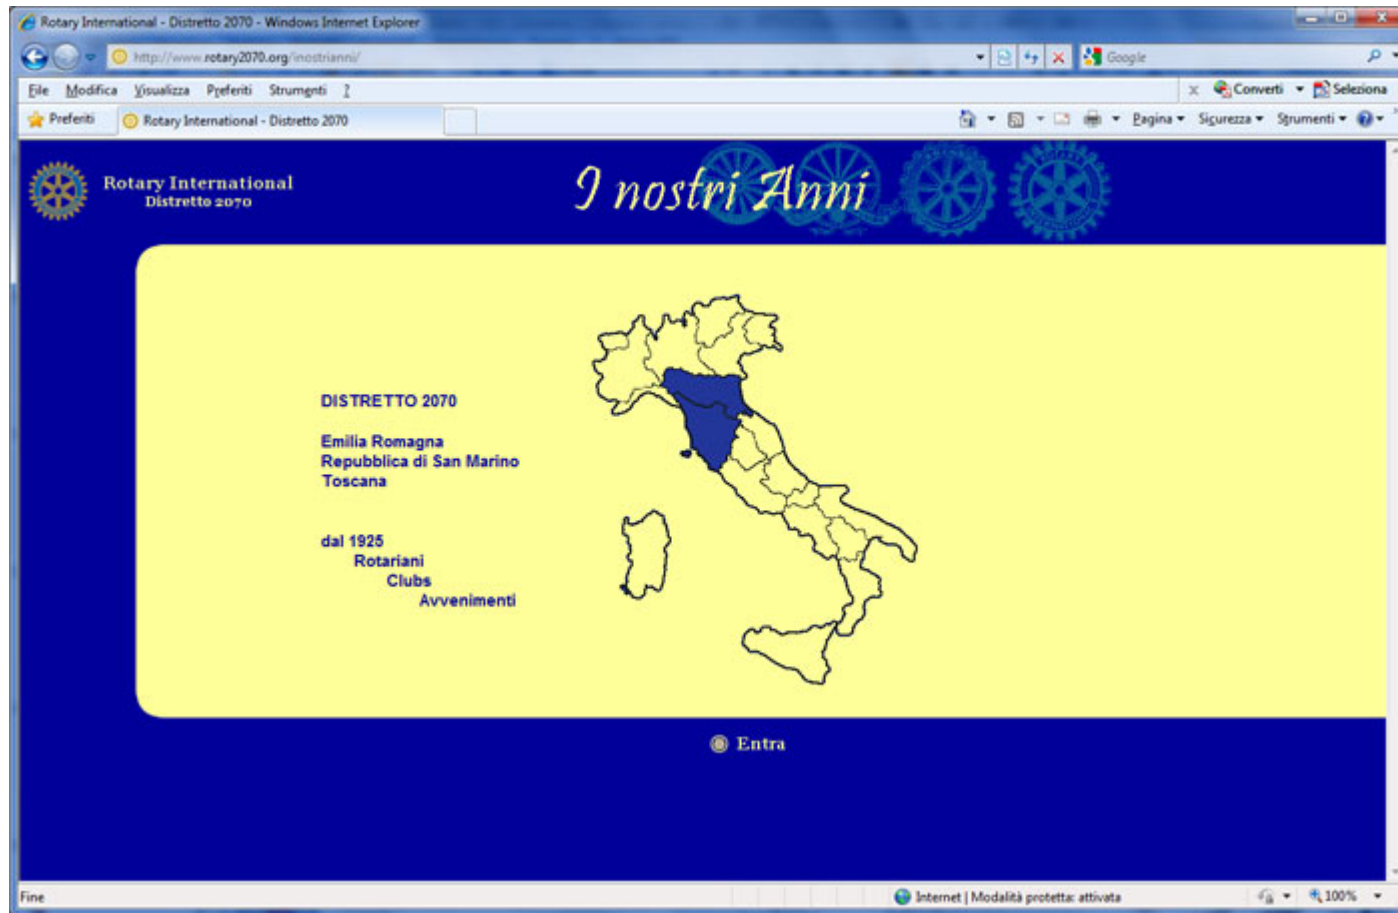 Rotary International - Distretto 2070 - Windows Internet Explorer
http://www.rotary2070.org/inostrianni/
Google
File Modifica Visualizza Preferiti Strumenti ?
x Converti Seleziona
Preferiti
Rotary International - Distretto 2070
Pagina Sicurezza Strumenti
Rotary International
Distretto 2070
I nostri Anni
DISTRETTO 2070
Emilia Romagna
Repubblica di San Marino
Toscana
dal 1925
Rotariani
Clubs
Avvenimenti
Entra
Fine
Internet | Modalità protetta: attivata
100%